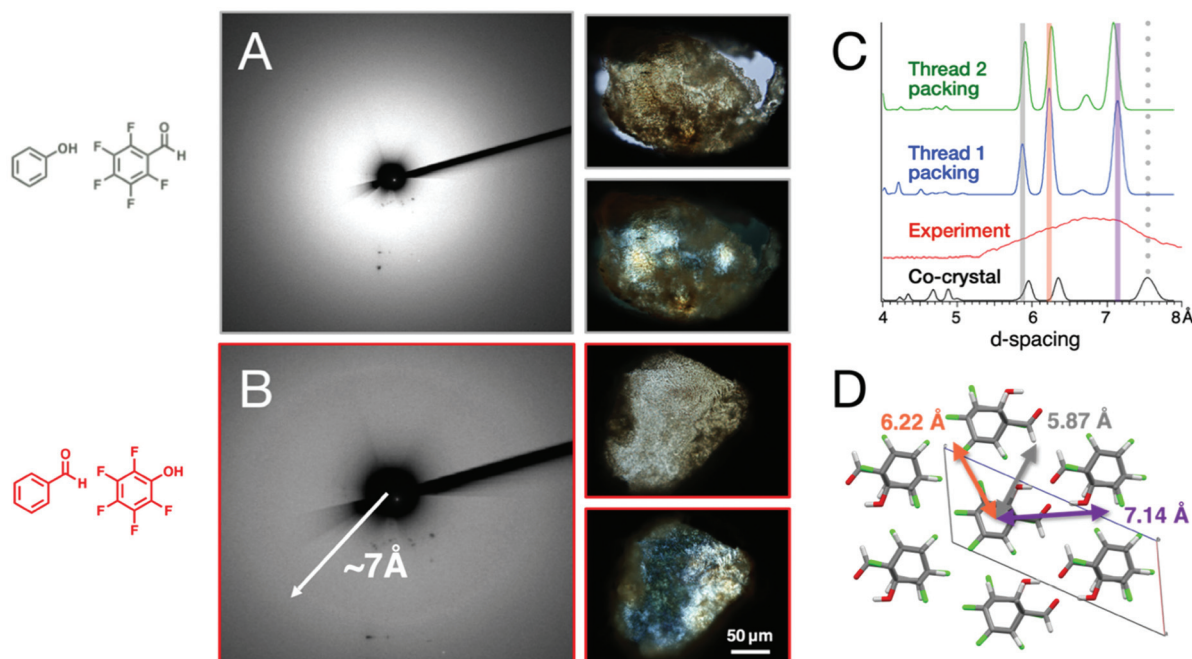 A
OH
F
F
F
F
F
O
H
B
~7Å
O
H
F
F
F
F
F
OH
50 µm
C
Thread 2
packing
Thread 1
packing
Experiment
Co-crystal
4 5 6 7 8Å
d-spacing
D
6.22 Å
5.87 Å
7.14 Å